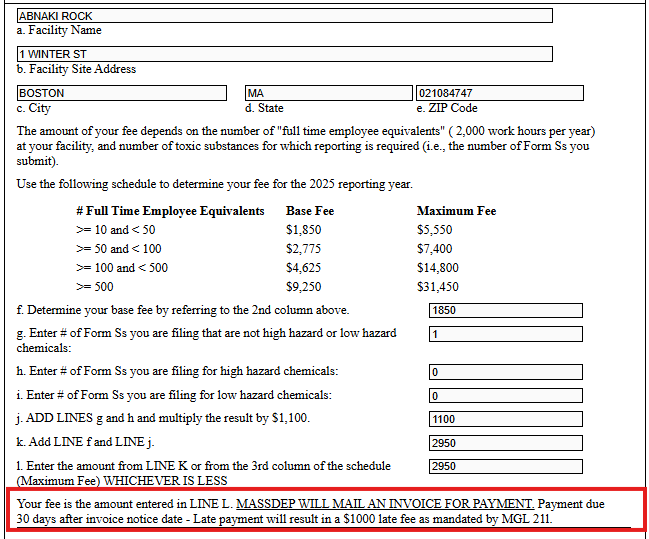 ABNAKI ROCK
a. Facility Name
1 WINTER ST
b. Facility Site Address
BOSTON MA 021084747
c. City d. State e. ZIP Code
The amount of your fee depends on the number of "full time employee equivalents" ( 2,000 work hours per year)
at your facility, and number of toxic substances for which reporting is required (i.e., the number of Form Ss you
submit).
Use the following schedule to determine your fee for the 2025 reporting year.
# Full Time Employee Equivalents Base Fee Maximum Fee
>= 10 and < 50 $1,850 $5,550
>= 50 and < 100 $2,775 $7,400
>= 100 and < 500 $4,625 $14,800
>= 500 $9,250 $31,450
f. Determine your base fee by referring to the 2nd column above. 1850
g. Enter # of Form Ss you are filing that are not high hazard or low hazard 1
chemicals:
h. Enter # of Form Ss you are filing for high hazard chemicals: 0
i. Enter # of Form Ss you are filing for low hazard chemicals: 0
j. ADD LINES g and h and multiply the result by $1,100. 1100
k. Add LINE f and LINE j. 2950
l. Enter the amount from LINE K or from the 3rd column of the schedule 2950
(Maximum Fee) WHICHEVER IS LESS
Your fee is the amount entered in LINE L. MASSDEP WILL MAIL AN INVOICE FOR PAYMENT. Payment due
30 days after invoice notice date - Late payment will result in a $1000 late fee as mandated by MGL 21I.